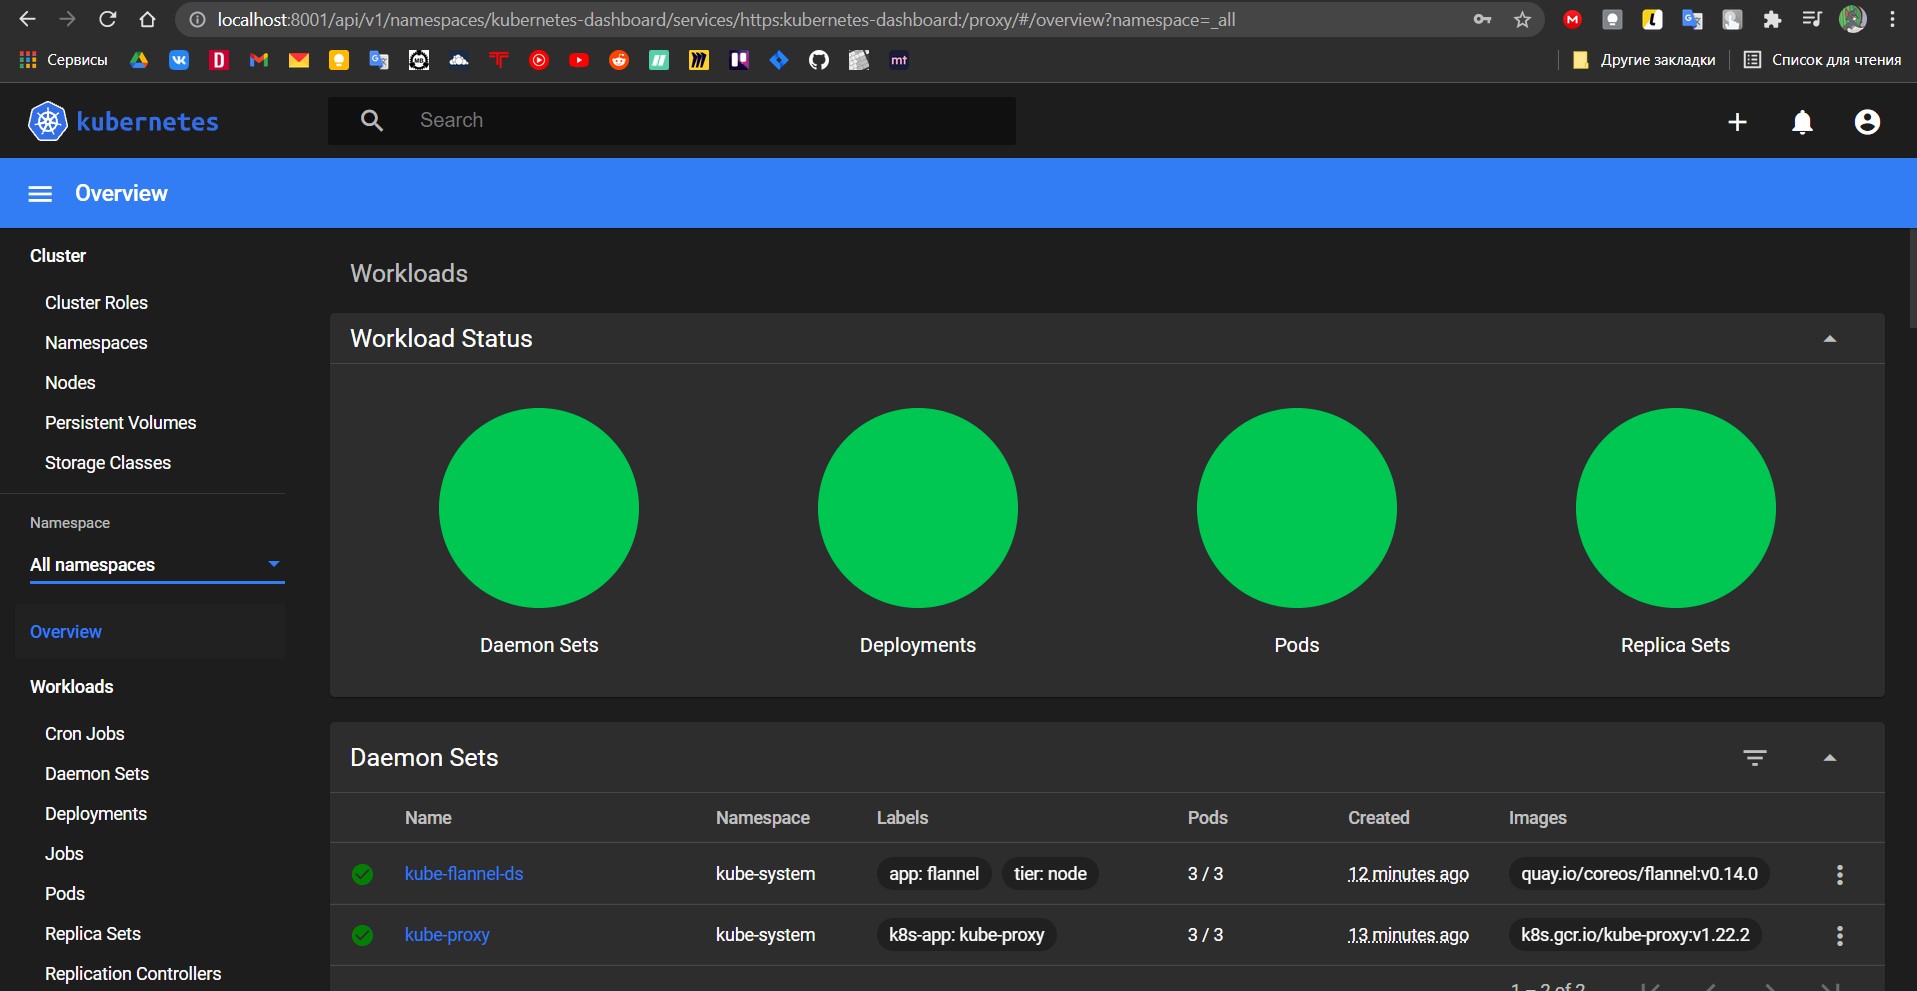 localhost:8001/api/v1/namespaces/kubernetes-dashboard/services/https:kubernetes-dashboard:/proxy/#/overview?namespace=_all
Сервисы
Другие закладки
Список для чтения
kubernetes
Search
Overview
Cluster
Cluster Roles
Namespaces
Nodes
Persistent Volumes
Storage Classes
Namespace
All namespaces
Overview
Workloads
Cron Jobs
Daemon Sets
Deployments
Jobs
Pods
Replica Sets
Replication Controllers
Workloads
Workload Status
Daemon Sets Deployments Pods Replica Sets
Daemon Sets
Name Namespace Labels Pods Created Images
kube-flannel-ds kube-system app: flannel tier: node 3 / 3 12 minutes ago quay.io/coreos/flannel:v0.14.0
kube-proxy kube-system k8s-app: kube-proxy 3 / 3 13 minutes ago k8s.gcr.io/kube-proxy:v1.22.2
1 – 2 of 2